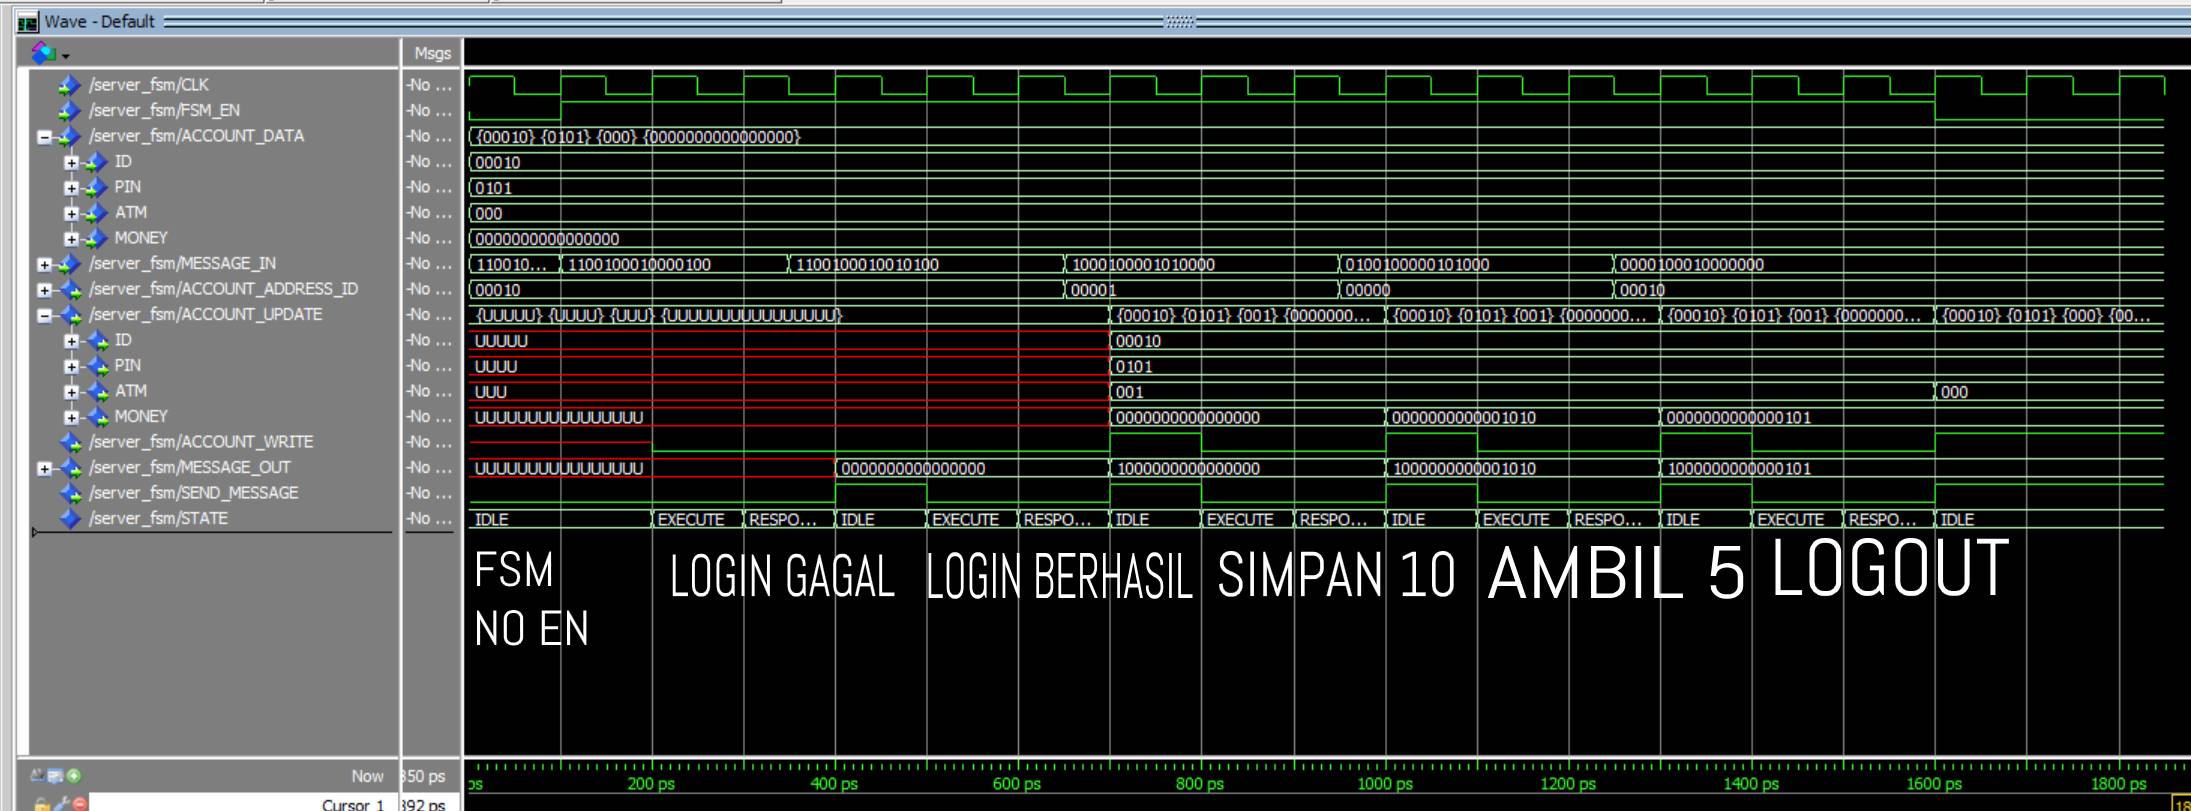 Wave - Default
Msgs
/server_fsm/CLK -No ...
/server_fsm/FSM_EN -No ...
/server_fsm/ACCOUNT_DATA -No ... {00010} {0101} {000} {0000000000000000}
ID -No ... 00010
PIN -No ... 0101
ATM -No ... 000
MONEY -No ... 0000000000000000
/server_fsm/MESSAGE_IN -No ... 110010... 1100100010000100 1100100010010100 1000100001010000 0100100000101000 0000100010000000
/server_fsm/ACCOUNT_ADDRESS_ID -No ... 00010 00001 00000 00010
/server_fsm/ACCOUNT_UPDATE -No ... {UUUUU} {UUUU} {UUU} {UUUUUUUUUUUUUUUU} {00010} {0101} {001} {0000000... {00010} {0101} {001} {0000000... {00010} {0101} {001} {0000000... {00010} {0101} {000} {00...
ID -No ... UUUUU 00010
PIN -No ... UUUU 0101
ATM -No ... UUU 001 000
MONEY -No ... UUUUUUUUUUUUUUUU 0000000000000000 0000000000001010 0000000000000101
/server_fsm/ACCOUNT_WRITE -No ...
/server_fsm/MESSAGE_OUT -No ... UUUUUUUUUUUUUUUU 0000000000000000 1000000000000000 1000000000001010 1000000000000101
/server_fsm/SEND_MESSAGE -No ...
/server_fsm/STATE -No ... IDLE EXECUTE RESPO... IDLE EXECUTE RESPO... IDLE EXECUTE RESPO... IDLE EXECUTE RESPO... IDLE EXECUTE RESPO... IDLE
FSM
NO EN
LOGIN GAGAL
LOGIN BERHASIL
SIMPAN 10
AMBIL 5
LOGOUT
Now 350 ps ps 200 ps 400 ps 600 ps 800 ps 1000 ps 1200 ps 1400 ps 1600 ps 1800 ps
Cursor 1 392 ps 18